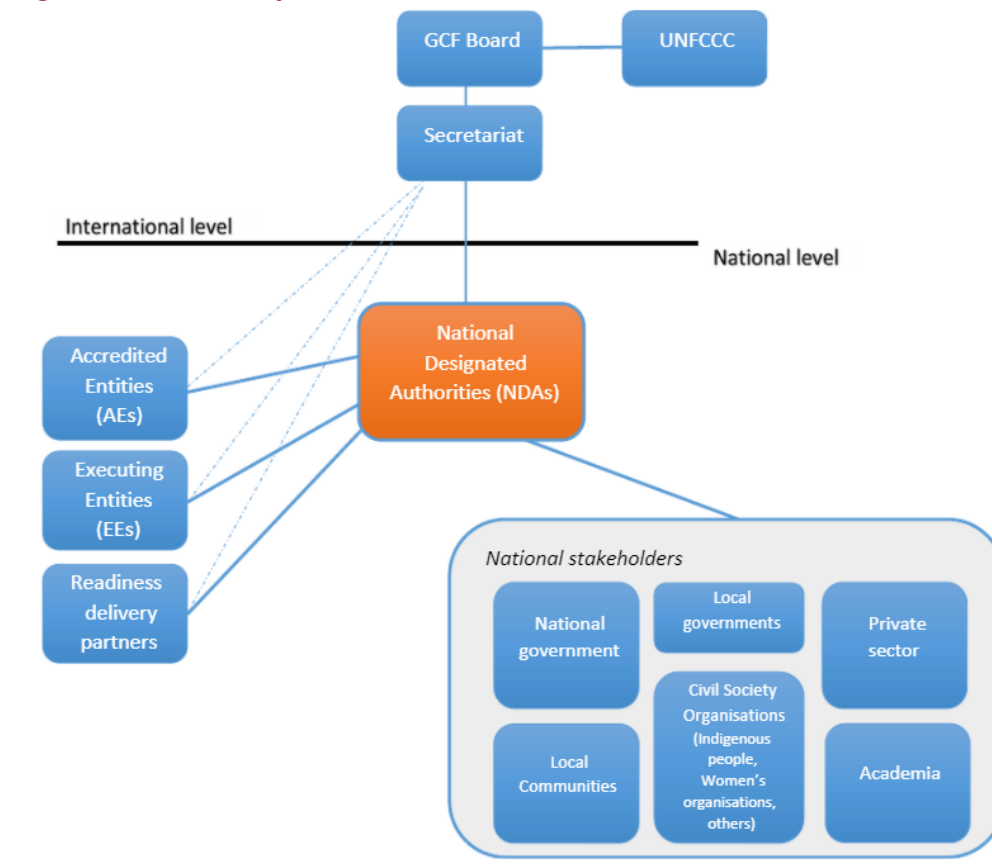 GCF Board
UNFCCC
Secretariat
International level
National level
National
Designated
Authorities (NDAs)
Accredited
Entities
(AEs)
Executing
Entities
(EEs)
Readiness
delivery
partners
National stakeholders
National
government
Local
governments
Private
sector
Local
Communities
Civil Society
Organisations
(Indigenous
people,
Women's
organisations,
others)
Academia